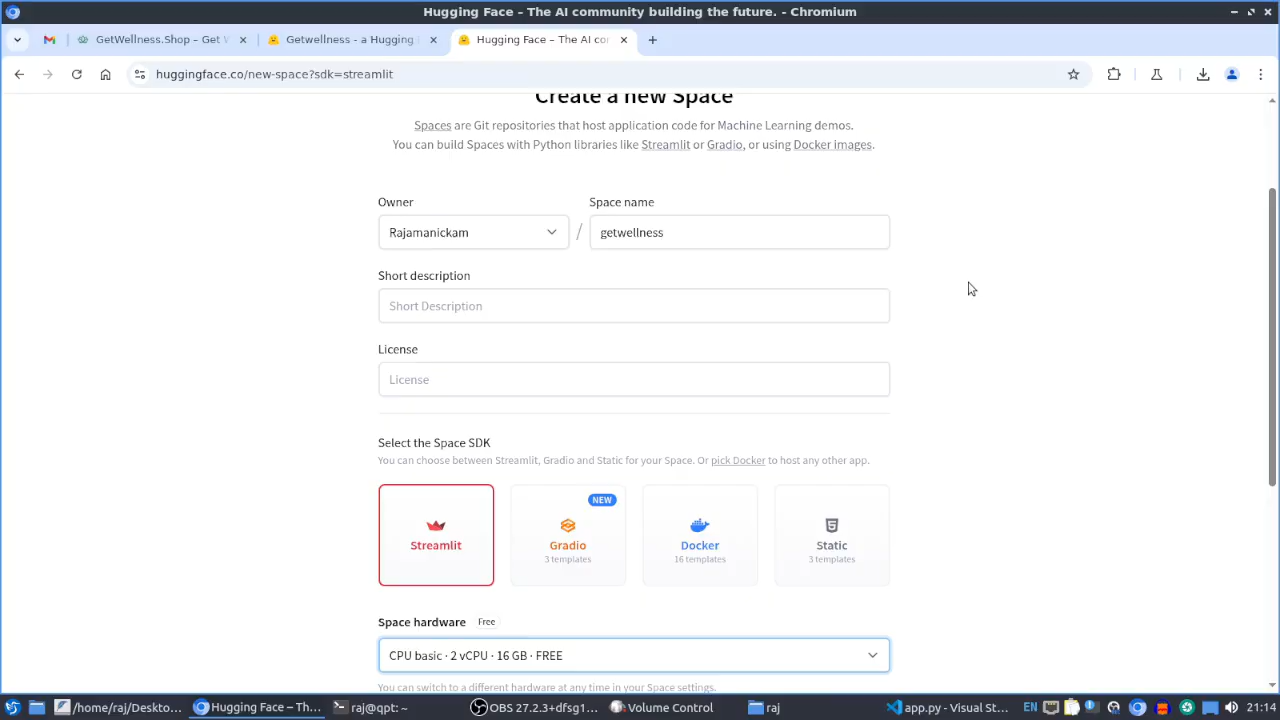 Hugging Face – The AI community building the future. - Chromium
GetWellness.Shop – Get W
Getwellness - a Hugging
Hugging Face – The AI cor
huggingface.co/new-space?sdk=streamlit
Create a new Space
Spaces are Git repositories that host application code for Machine Learning demos.
You can build Spaces with Python libraries like Streamlit or Gradio, or using Docker images.
Owner
Space name
Rajamanickam
/
getwellness
Short description
Short Description
License
License
Select the Space SDK
You can choose between Streamlit, Gradio and Static for your Space. Or pick Docker to host any other app.
NEW
Streamlit
Gradio
3 templates
Docker
16 templates
Static
3 templates
Space hardware Free
CPU basic · 2 vCPU · 16 GB · FREE
You can switch to a different hardware at any time in your Space settings.
/home/raj/Deskto...
Hugging Face – Th...
raj@qpt: ~
OBS 27.2.3+dfsg1...
Volume Control
raj
app.py - Visual St...
EN
21:14